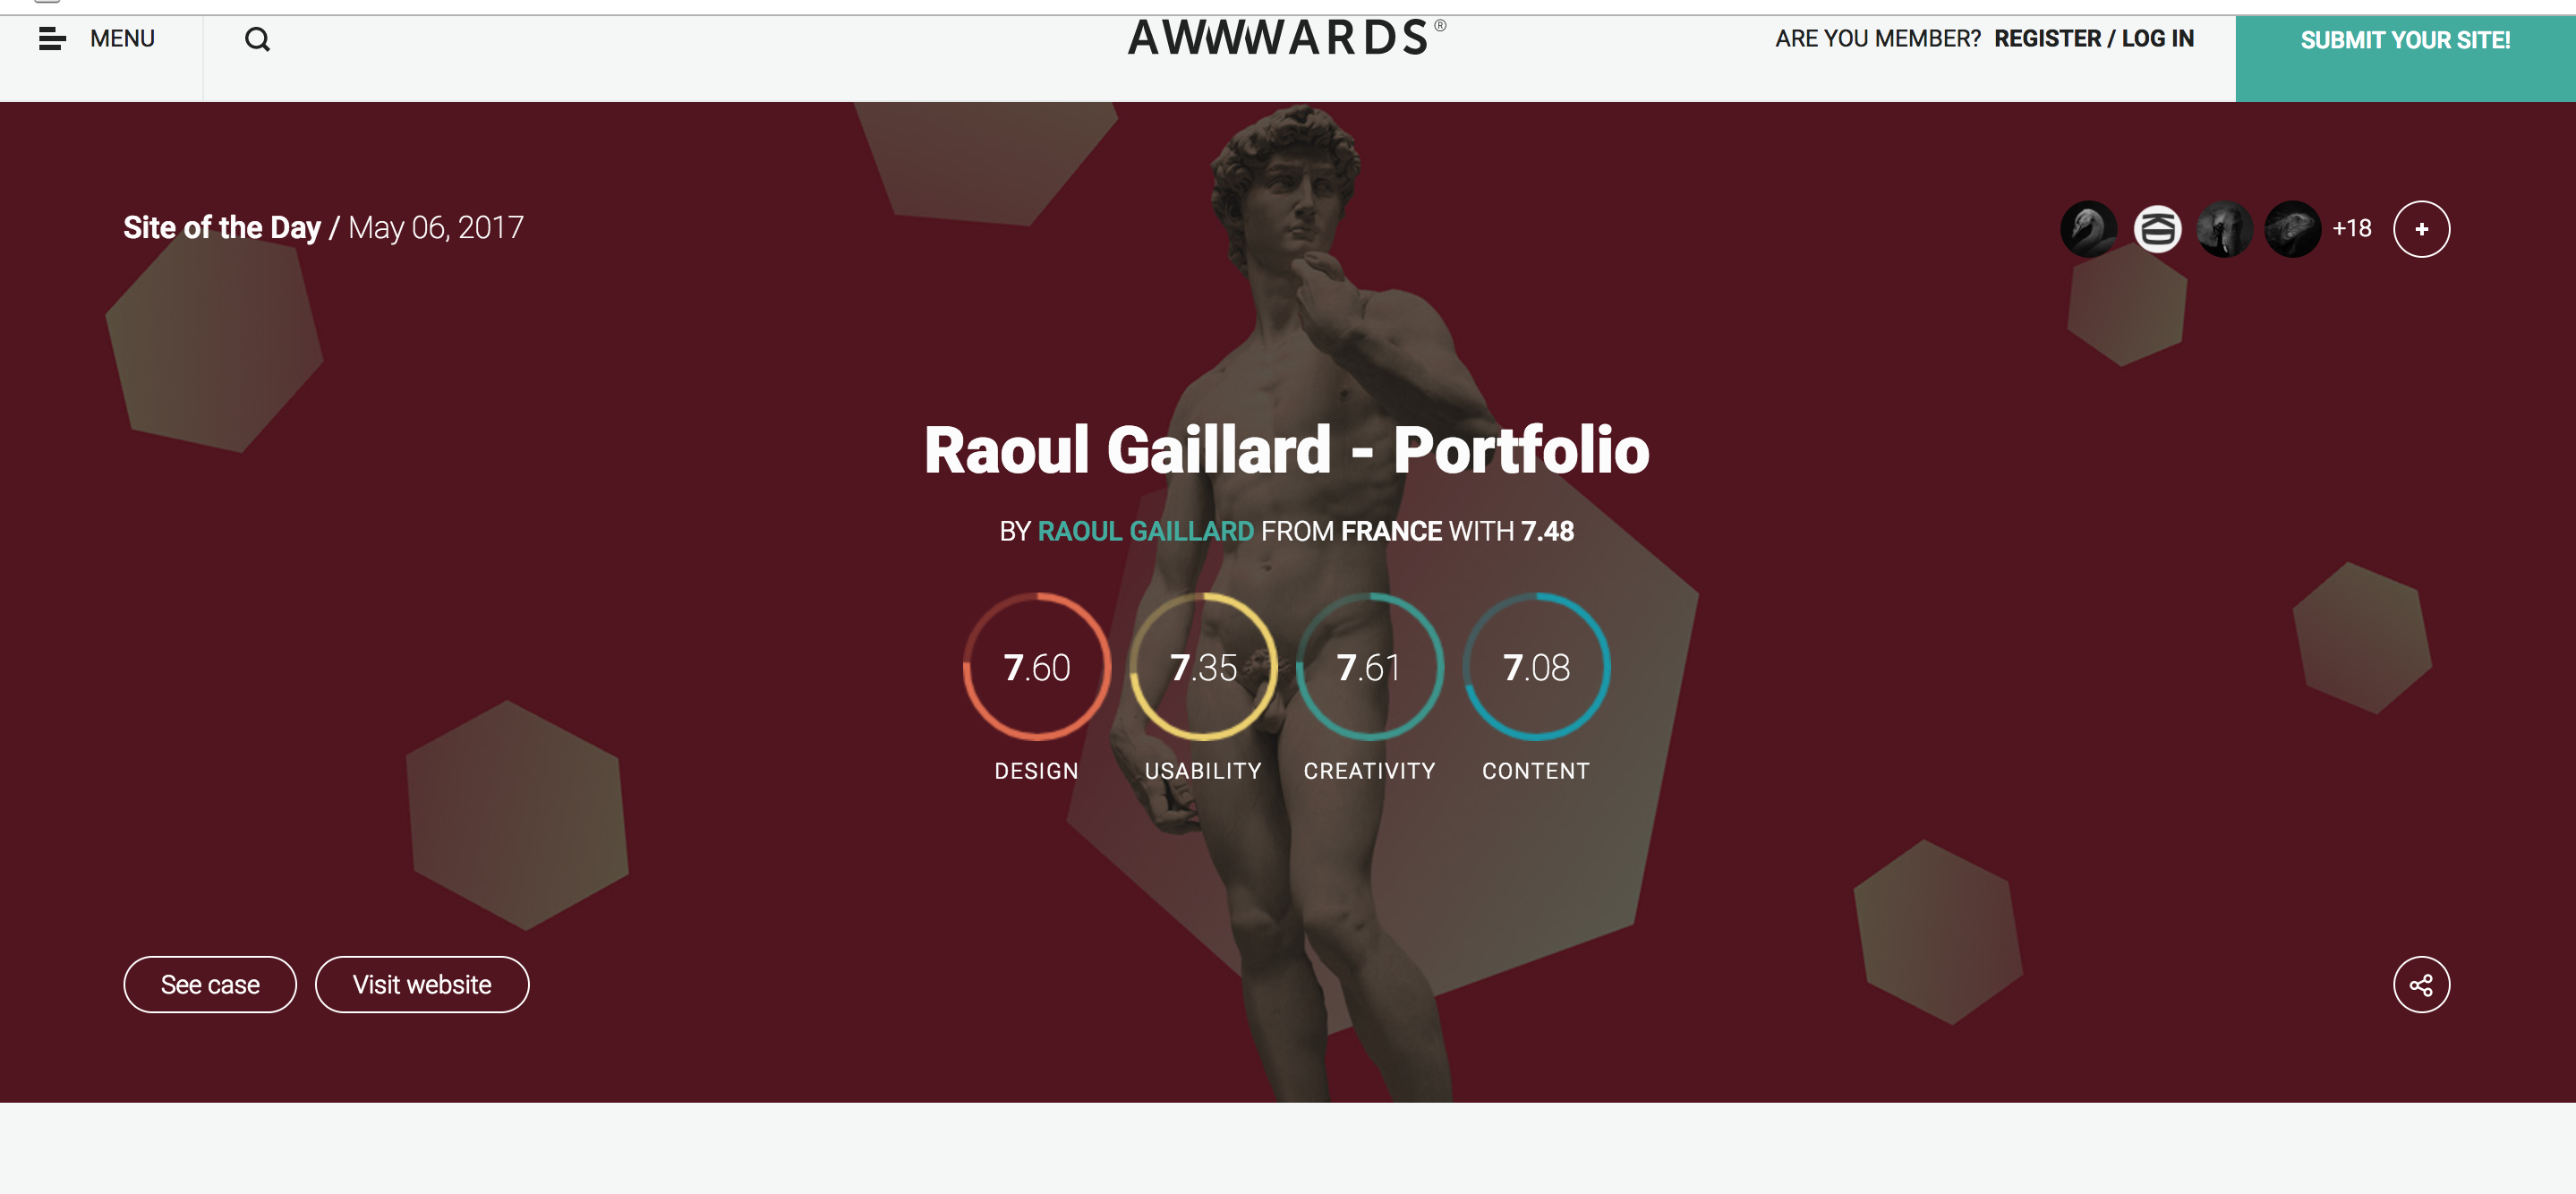 MENU
AWWWARDS®
ARE YOU MEMBER? REGISTER / LOG IN
SUBMIT YOUR SITE!
Site of the Day / May 06, 2017
+18
+
Raoul Gaillard - Portfolio
BY RAOUL GAILLARD FROM FRANCE WITH 7.48
7.60 7.35 7.61 7.08
DESIGN USABILITY CREATIVITY CONTENT
See case Visit website